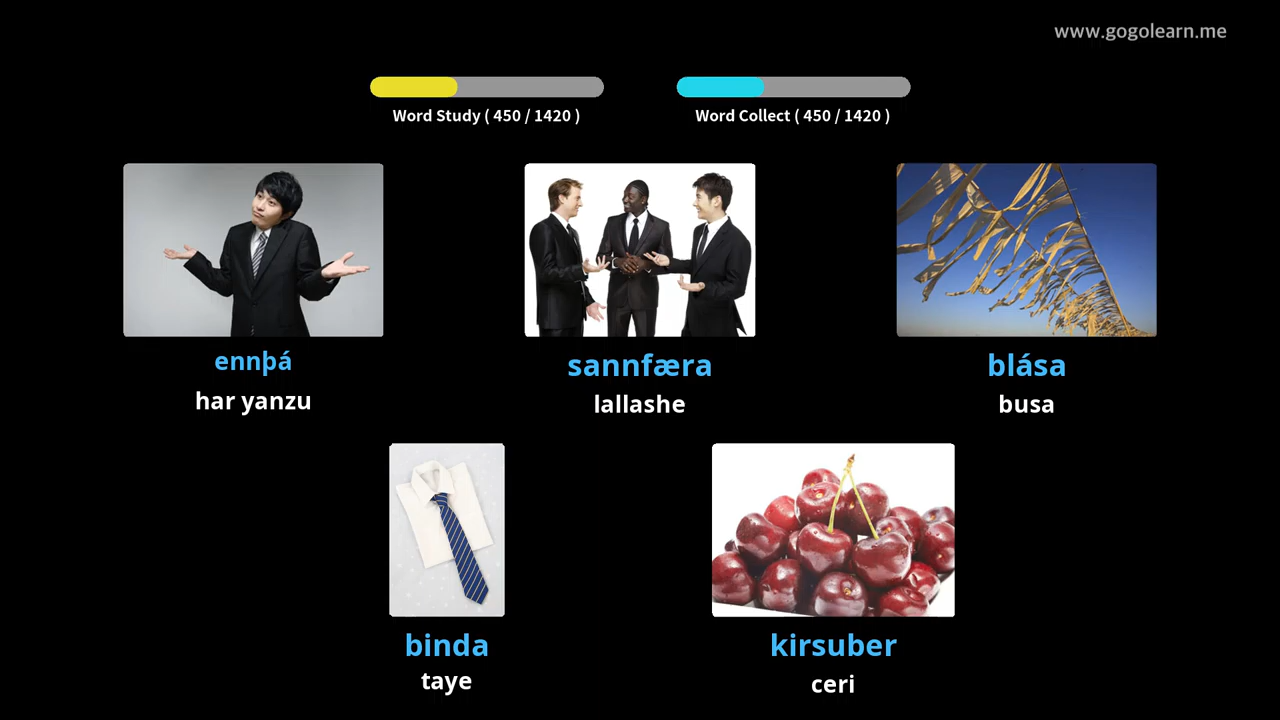 www.gogolearn.me
Word Study ( 450 / 1420 )
Word Collect ( 450 / 1420 )
ennþá
har yanzu
sannfæra
lallashe
blása
busa
binda
taye
kirsuber
ceri